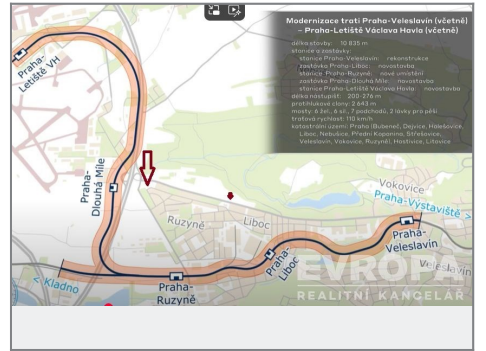 Modernizace trati Praha-Veleslavín (včetně)
– Praha-Letiště Václava Havla (včetně)
délka stavby: 10 835 m
stanice a zastávky:
stanice Praha-Veleslavín: rekonstrukce
zastávka Praha-Liboc: novostavba
stanice Praha-Ruzyně: nové umístění
zastávka Praha-Dlouhá Míle: novostavba
stanice Praha-Letiště Václava Havla: novostavba
délka nástupišť: 200-276 m
protihlukové clony: 2 643 m
mosty: 6 žel., 6 sil., 7 podchodů, 2 lávky pro pěší
traťová rychlost: 110 km/h
katastrální území: Praha (Bubeneč, Dejvice, Holešovice,
Liboc, Nebušice, Přední Kopanina, Střešovice,
Veleslavín, Vokovice, Ruzyně), Hostivice, Litovice
Praha-
Letiště VH
Praha-
Dlouhá Míle
Vokovice
Praha-Výstaviště >
Ruzyně
Liboc
Praha-
Veleslavín
Veleslavín
Praha-
Liboc
< Kladno
Praha-
Ruzyně
EVROPA
REALITNÍ KANCELÁŘ